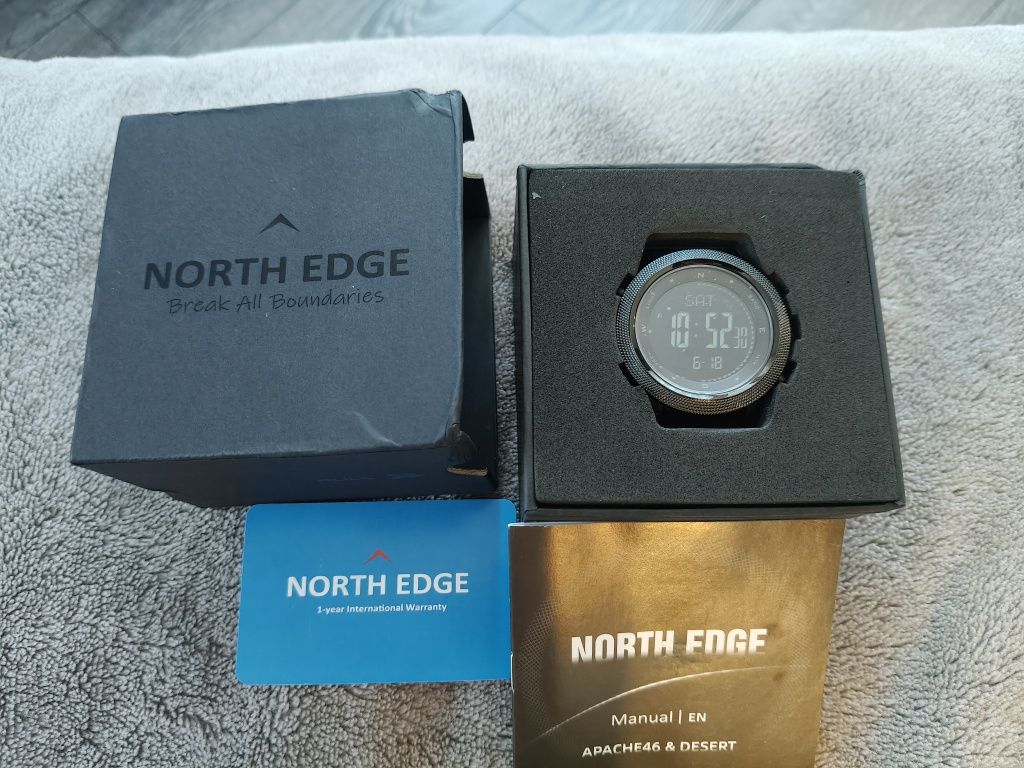 NORTH EDGE
Break All Boundaries
N
W
E
SAT
10:52 38
6-18
NORTH EDGE
1-year International Warranty
NORTH EDGE
Manual | EN
APACHE46 & DESERT